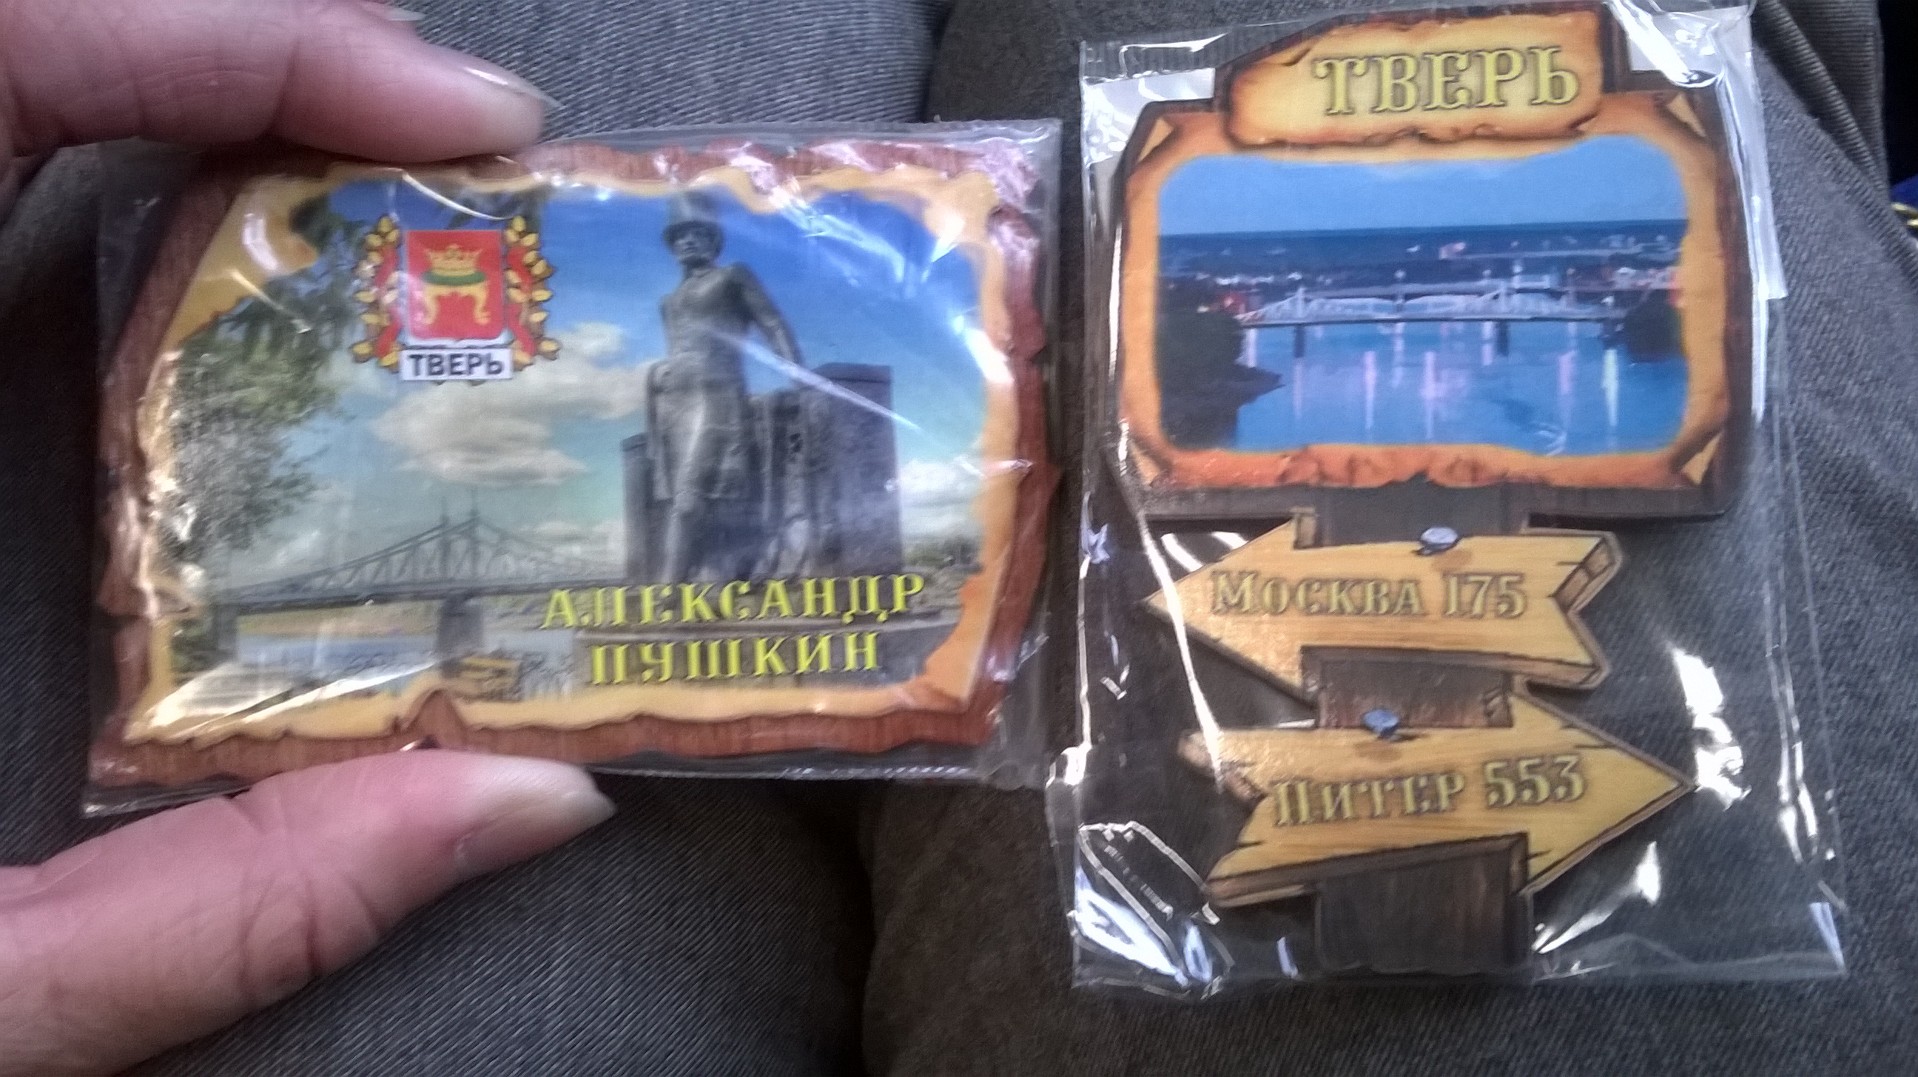 ТВЕРЬ
АЛЕКСАНДР
ПУШКИН
ТВЕРЬ
МОСКВА 175
ПИТЕР 553